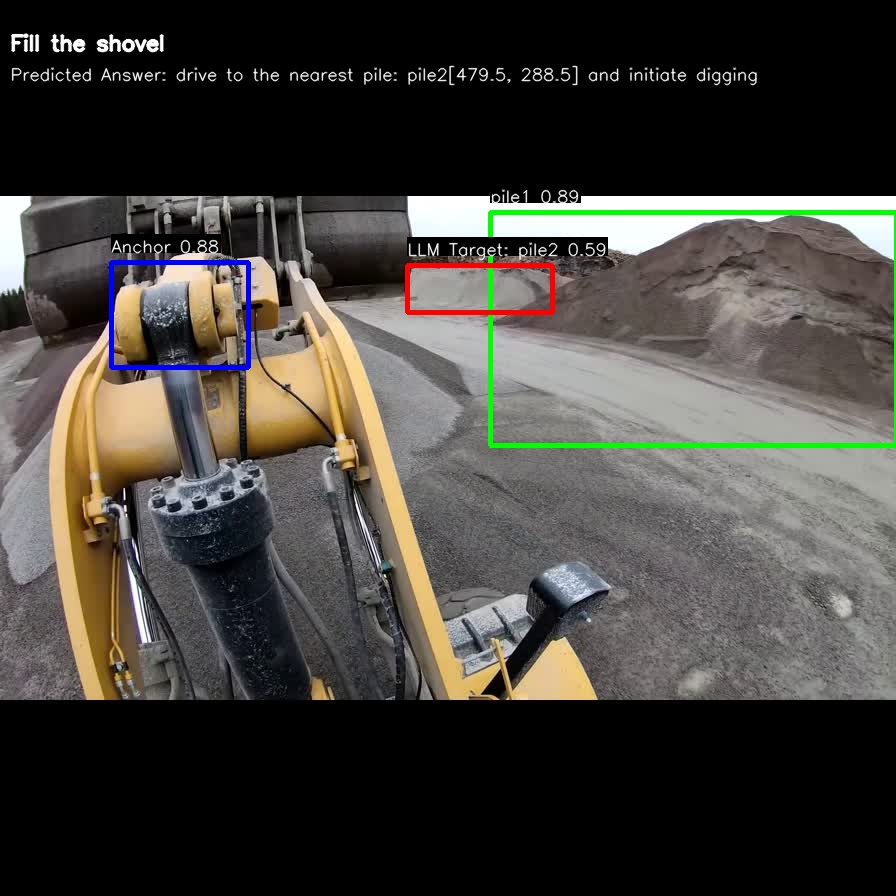 Fill the shovel
Predicted Answer: drive to the nearest pile: pile2[479.5, 288.5] and initiate digging
pile1 0.89
Anchor 0.88
LLM Target: pile2 0.59